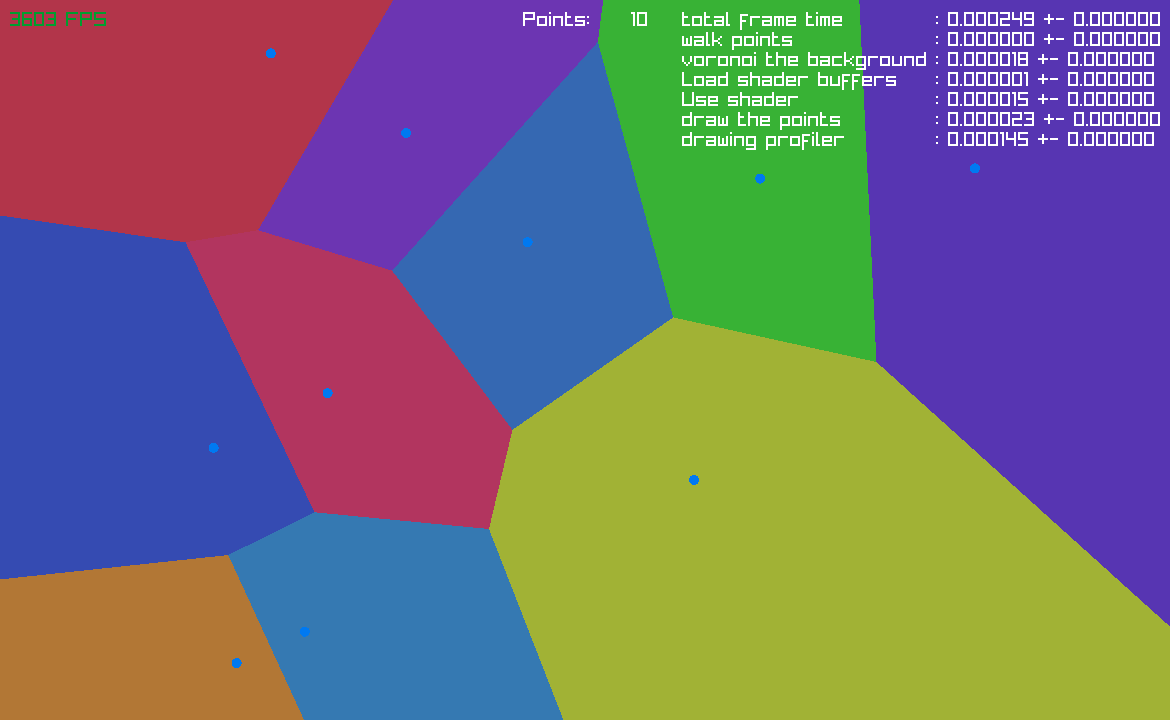 3603 FPS
Points: 10
total frame time : 0.000249 +- 0.000000
walk points : 0.000000 +- 0.000000
voronoi the background : 0.000018 +- 0.000000
Load shader buffers : 0.000001 +- 0.000000
Use shader : 0.000015 +- 0.000000
draw the points : 0.000023 +- 0.000000
drawing profiler : 0.000145 +- 0.000000